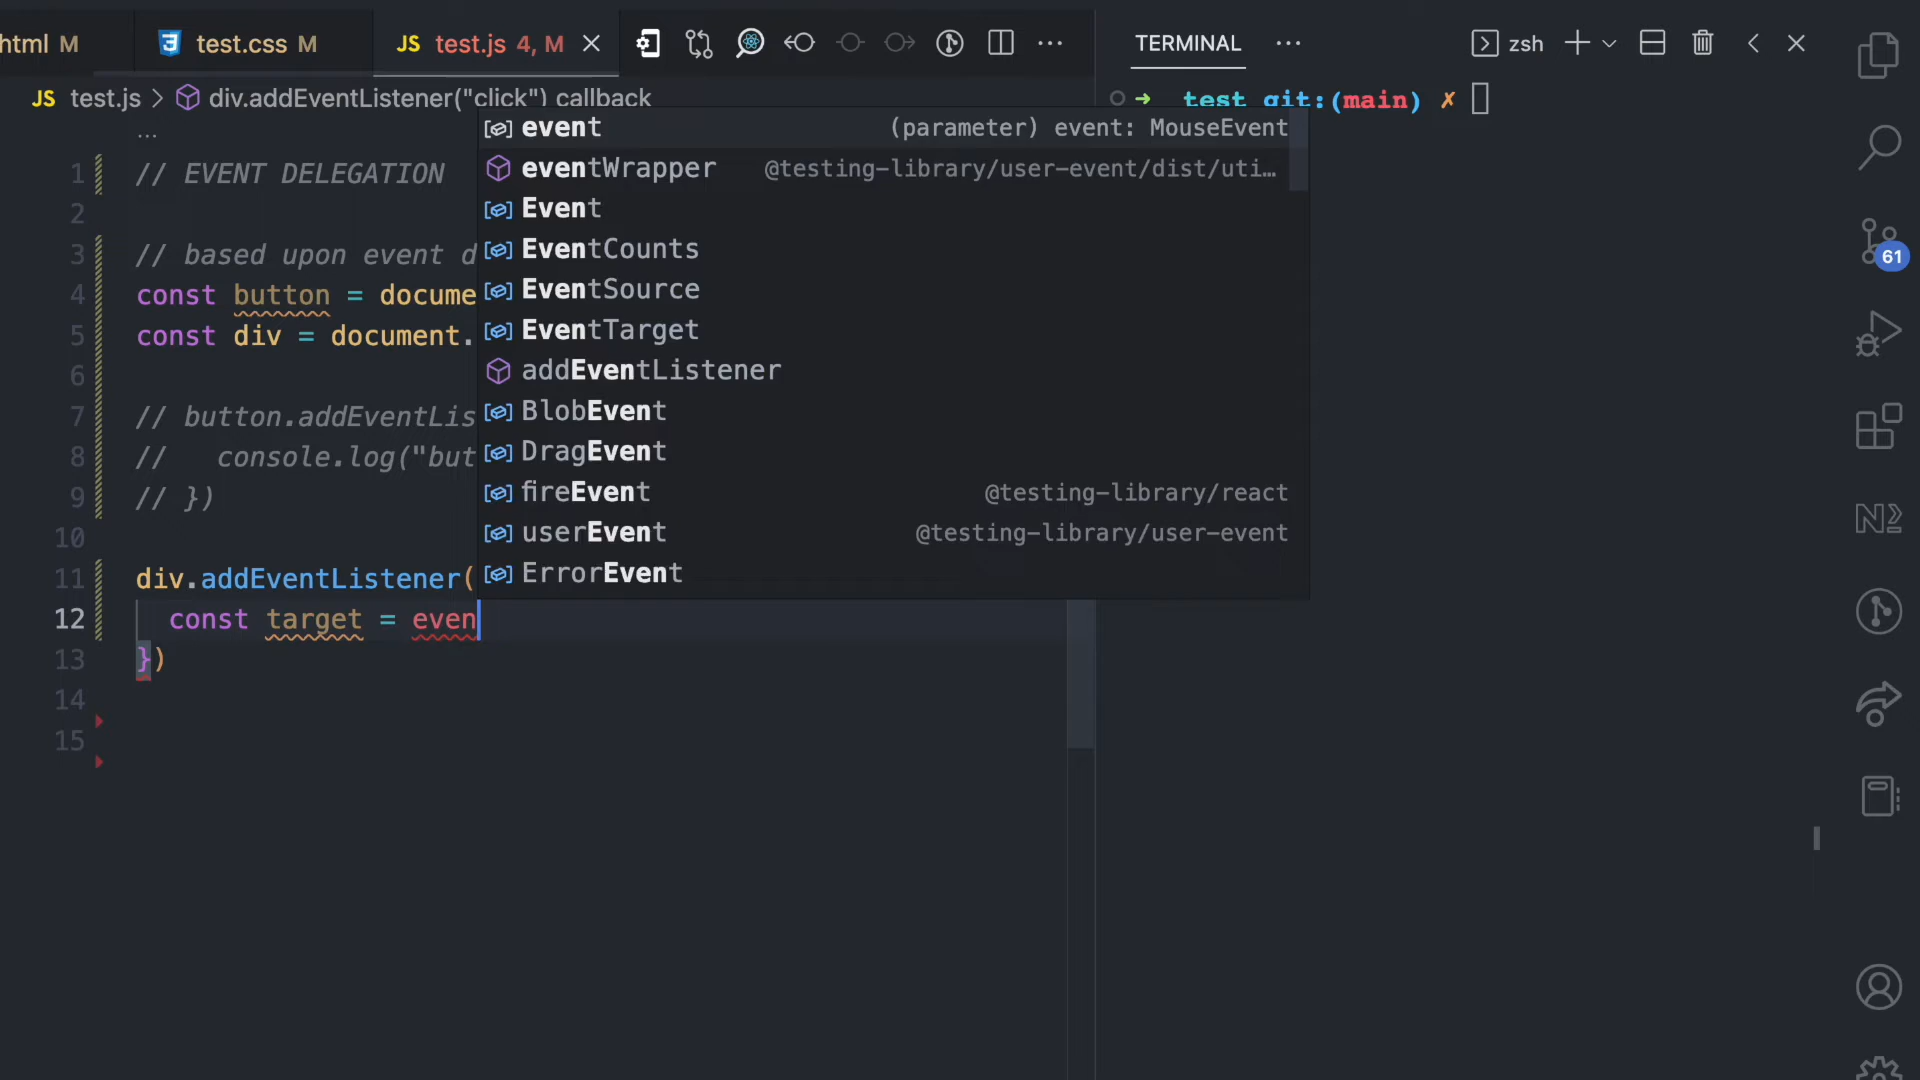 html M
test.css M
JS test.js 4, M
TERMINAL
zsh
JS test.js > div.addEventListener("click") callback
test git:(main) ✗
...
1 // EVENT DELEGATION
2
3 // based upon event d
4 const button = docume
5 const div = document.
6
7 // button.addEventLis
8 //   console.log("but
9 // })
10
11 div.addEventListener(
12   const target = even
13 })
14
15
event (parameter) event: MouseEvent
eventWrapper @testing-library/user-event/dist/uti…
Event
EventCounts
EventSource
EventTarget
addEventListener
BlobEvent
DragEvent
fireEvent @testing-library/react
userEvent @testing-library/user-event
ErrorEvent
61